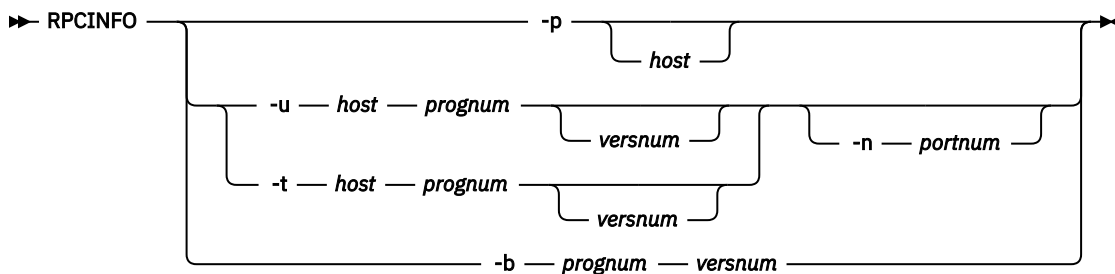 RPCINFO -p
host
-u host prognum
versnum
-n portnum
-t host prognum
versnum
-b prognum versnum